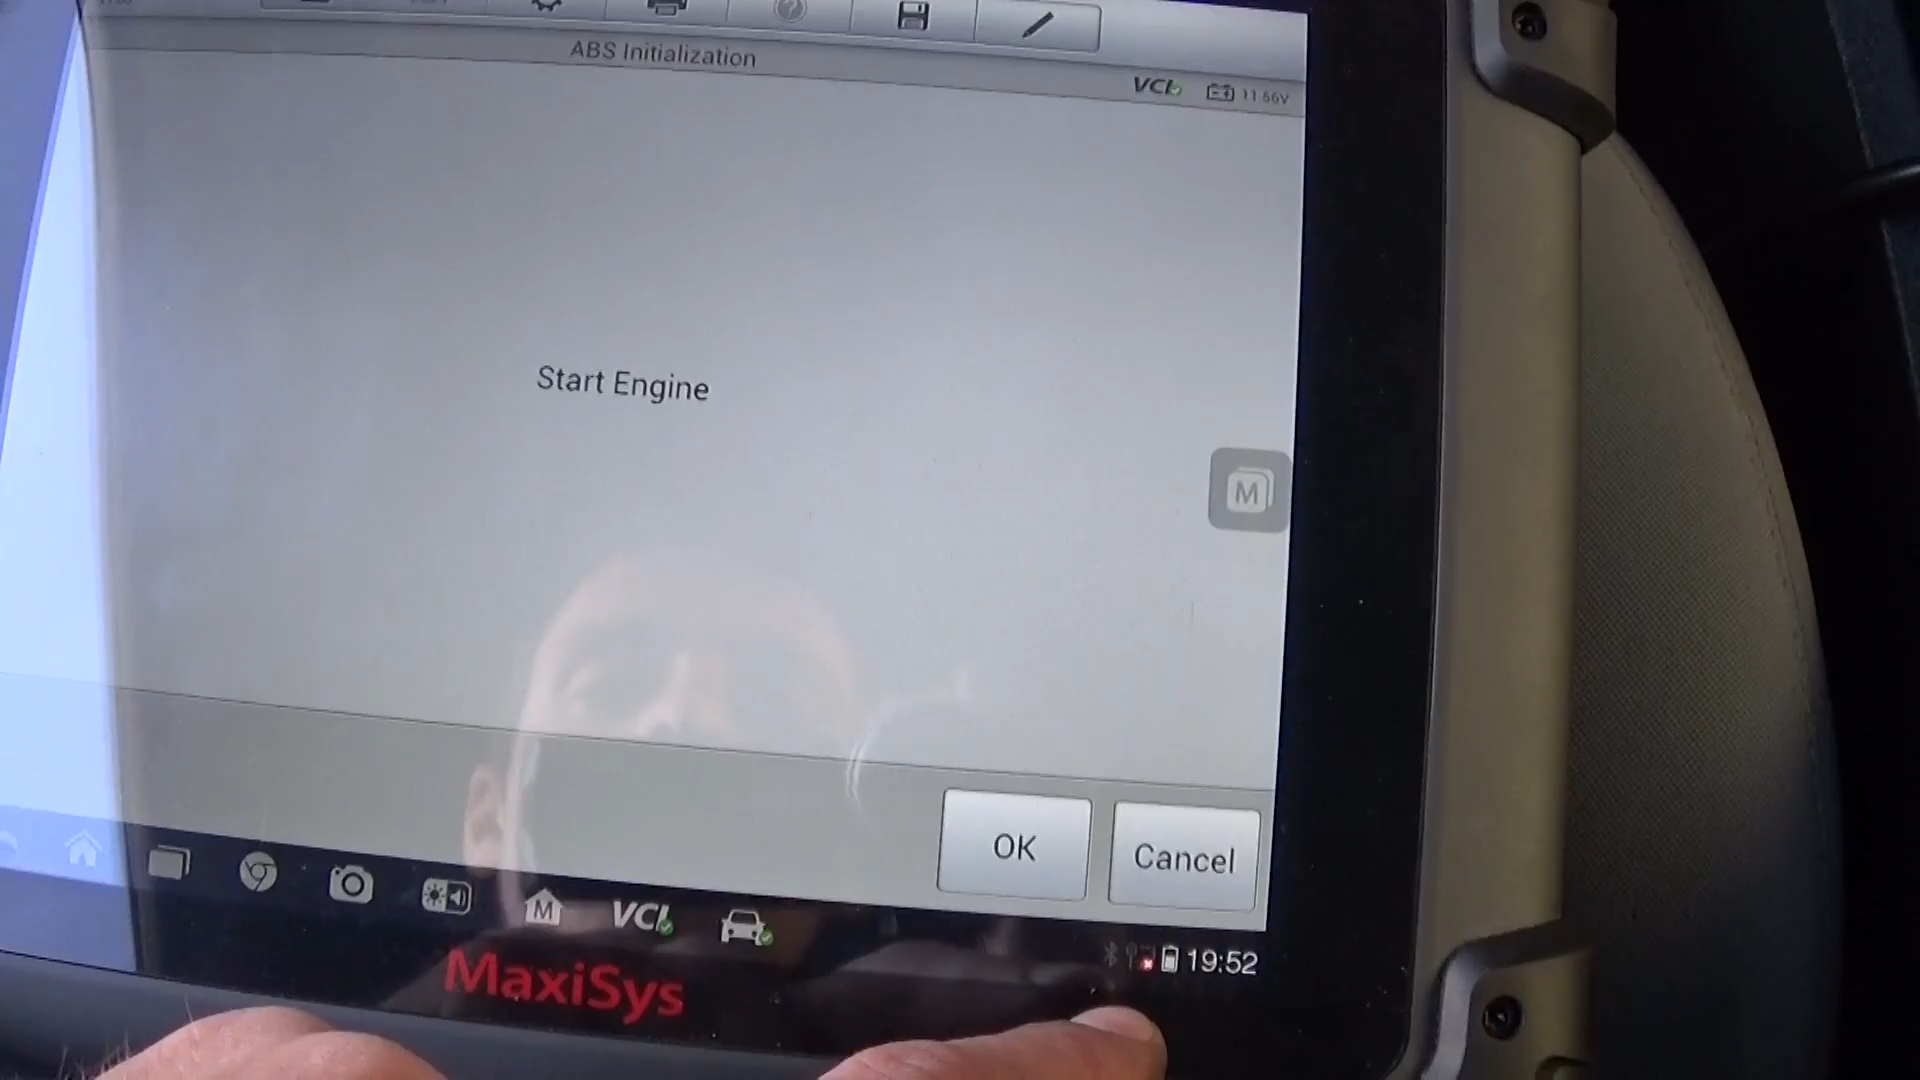 ABS Initialization
VCI 11.56V
Start Engine
M
OK Cancel
M VCI
19:52
MaxiSys